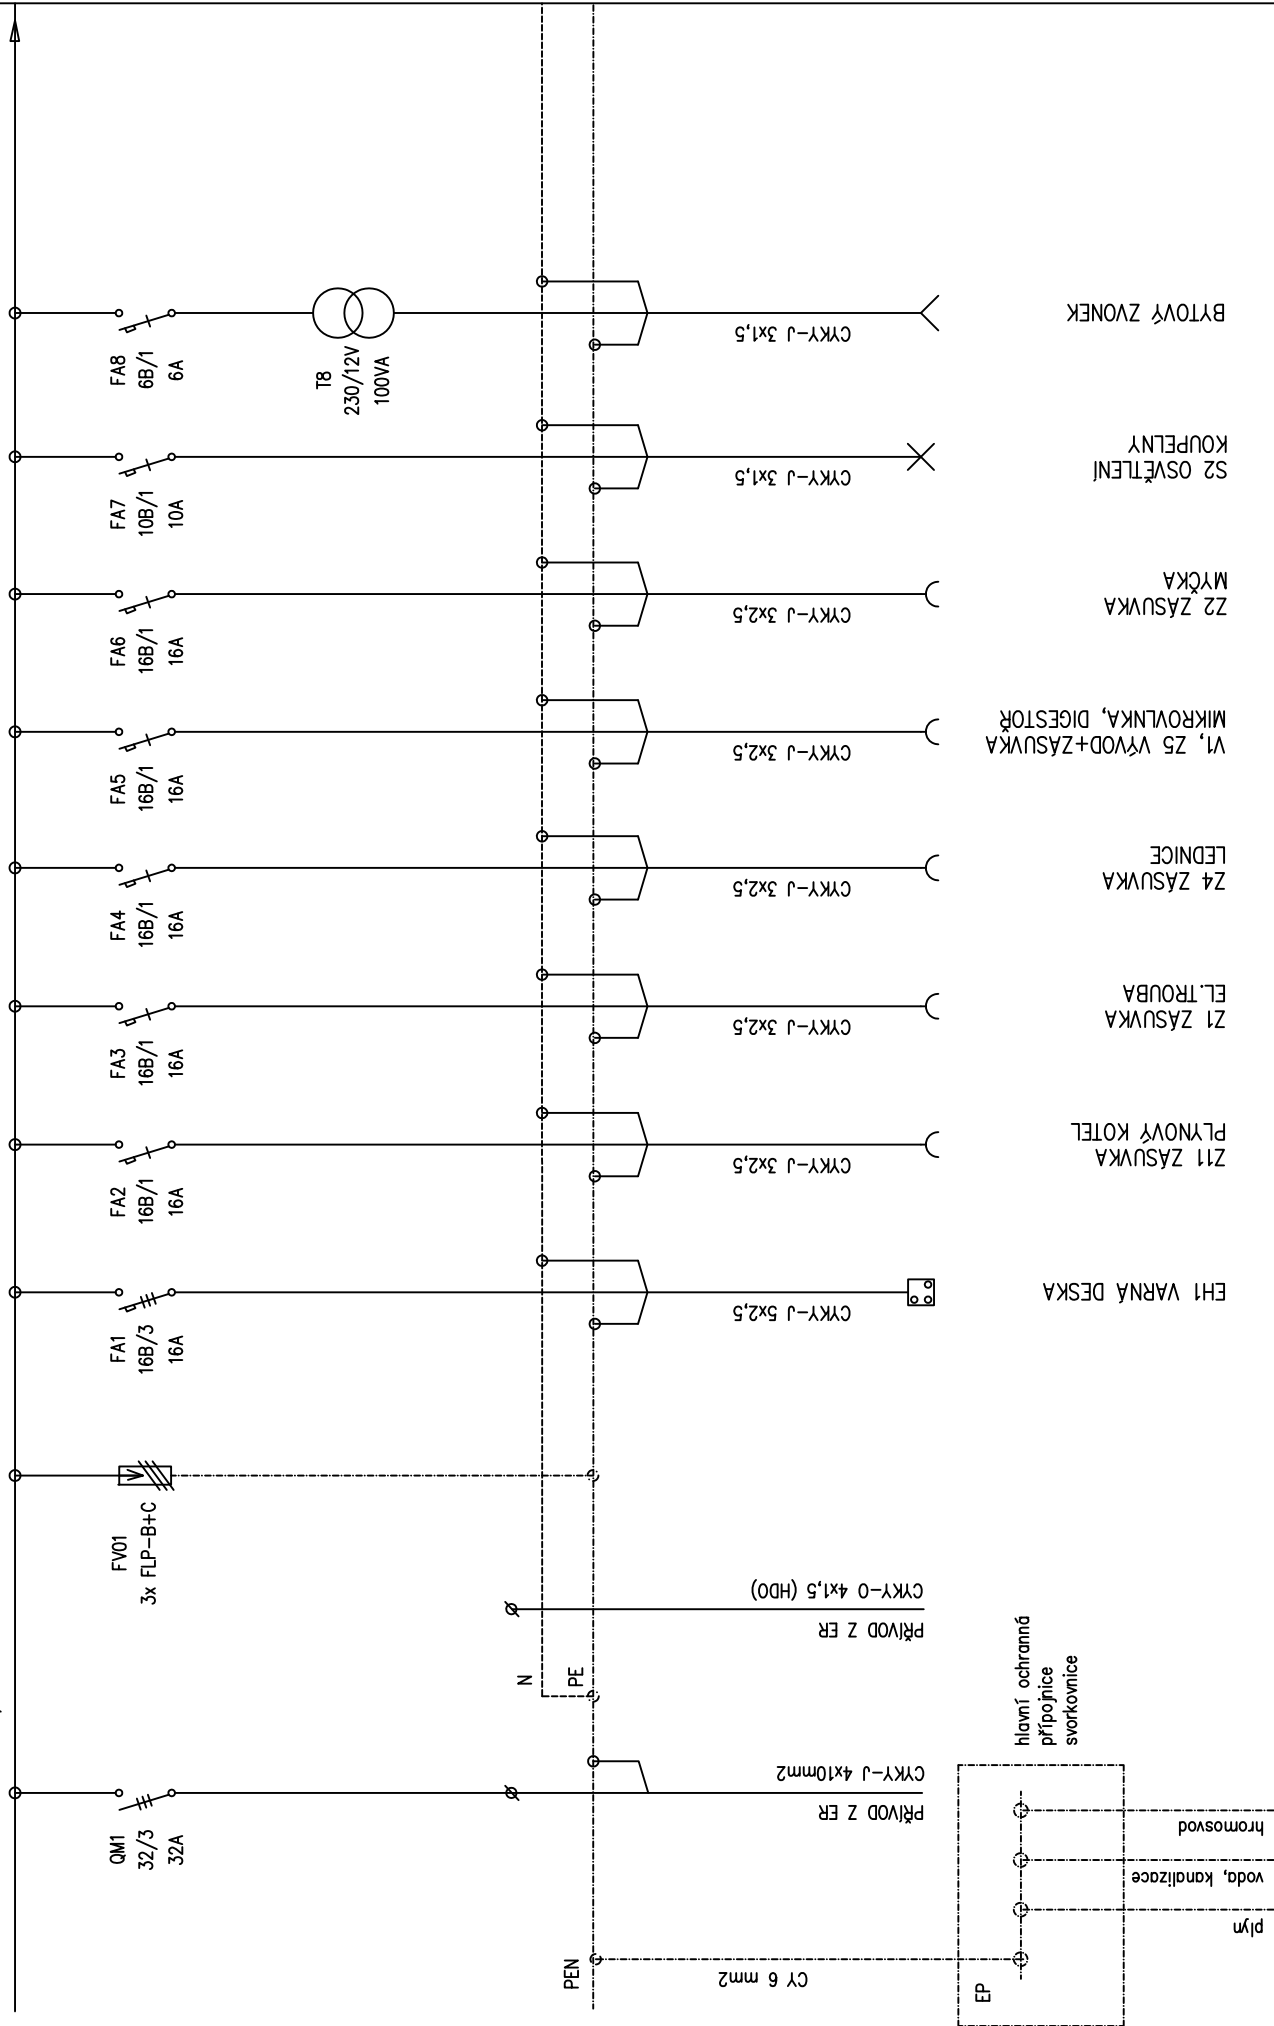 FA8
6B/1
6A
T8
230/12V
100VA
CYKY-J 3x1,5
BYTOVÝ ZVONEK
FA7
10B/1
10A
CYKY-J 3x1,5
S2 OSVĚTLENÍ
KOUPELNY
FA6
16B/1
16A
CYKY-J 3x2,5
Z2 ZÁSUVKA
MYČKA
FA5
16B/1
16A
CYKY-J 3x2,5
V1, Z5 VÝVOD+ZÁSUVKA
MIKROVLNKA, DIGESTOŘ
FA4
16B/1
16A
CYKY-J 3x2,5
Z4 ZÁSUVKA
LEDNICE
FA3
16B/1
16A
CYKY-J 3x2,5
Z1 ZÁSUVKA
EL.TROUBA
FA2
16B/1
16A
CYKY-J 3x2,5
Z11 ZÁSUVKA
PLYNOVÝ KOTEL
FA1
16B/3
16A
CYKY-J 5x2,5
EH1 VARNÁ DESKA
FV01
3x FLP-B+C
CYKY-O 4x1,5 (HDO)
PŘÍVOD Z ER
N
PE
QM1
32/3
32A
CYKY-J 4x10mm2
PŘÍVOD Z ER
hlavní ochranná
přípojnice
svorkovnice
hromosvod
voda, kanalizace
plyn
PEN
CY 6 mm2
EP